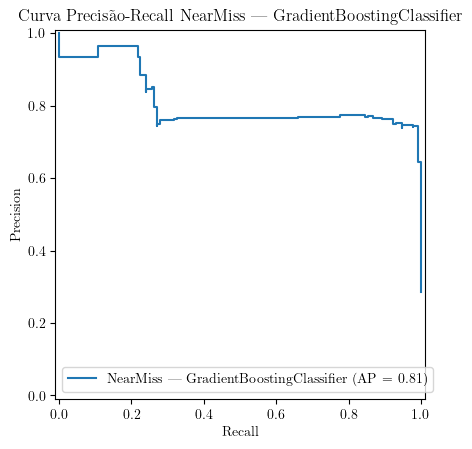 Curva Precisão-Recall NearMiss — GradientBoostingClassifier
1.0
0.8
0.6
0.4
0.2
0.0
Precision
NearMiss — GradientBoostingClassifier (AP = 0.81)
0.0 0.2 0.4 0.6 0.8 1.0
Recall